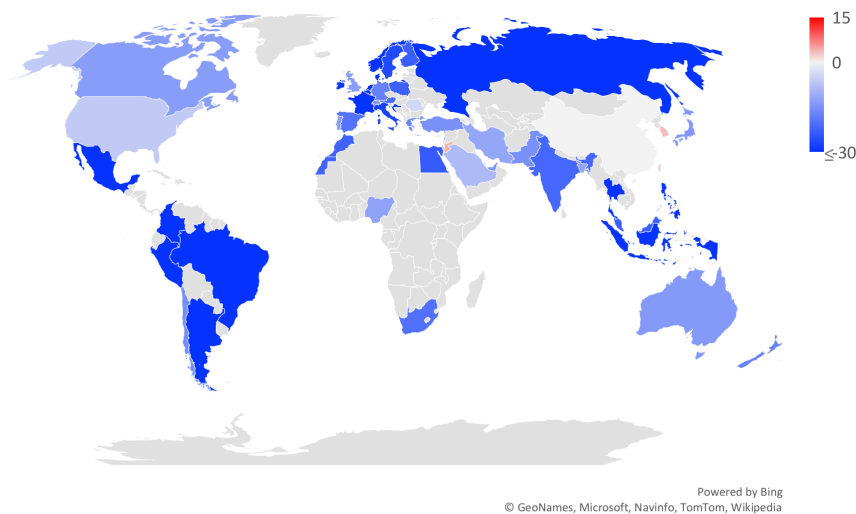 15
0
≤-30
Powered by Bing
© GeoNames, Microsoft, Navinfo, TomTom, Wikipedia